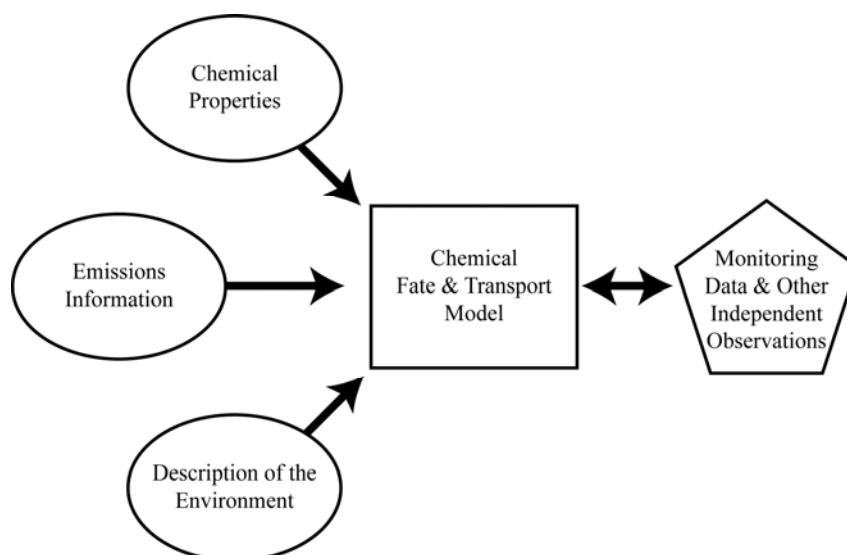 Chemical
Properties
Emissions
Information
Chemical
Fate & Transport
Model
Monitoring
Data & Other
Independent
Observations
Description of the
Environment